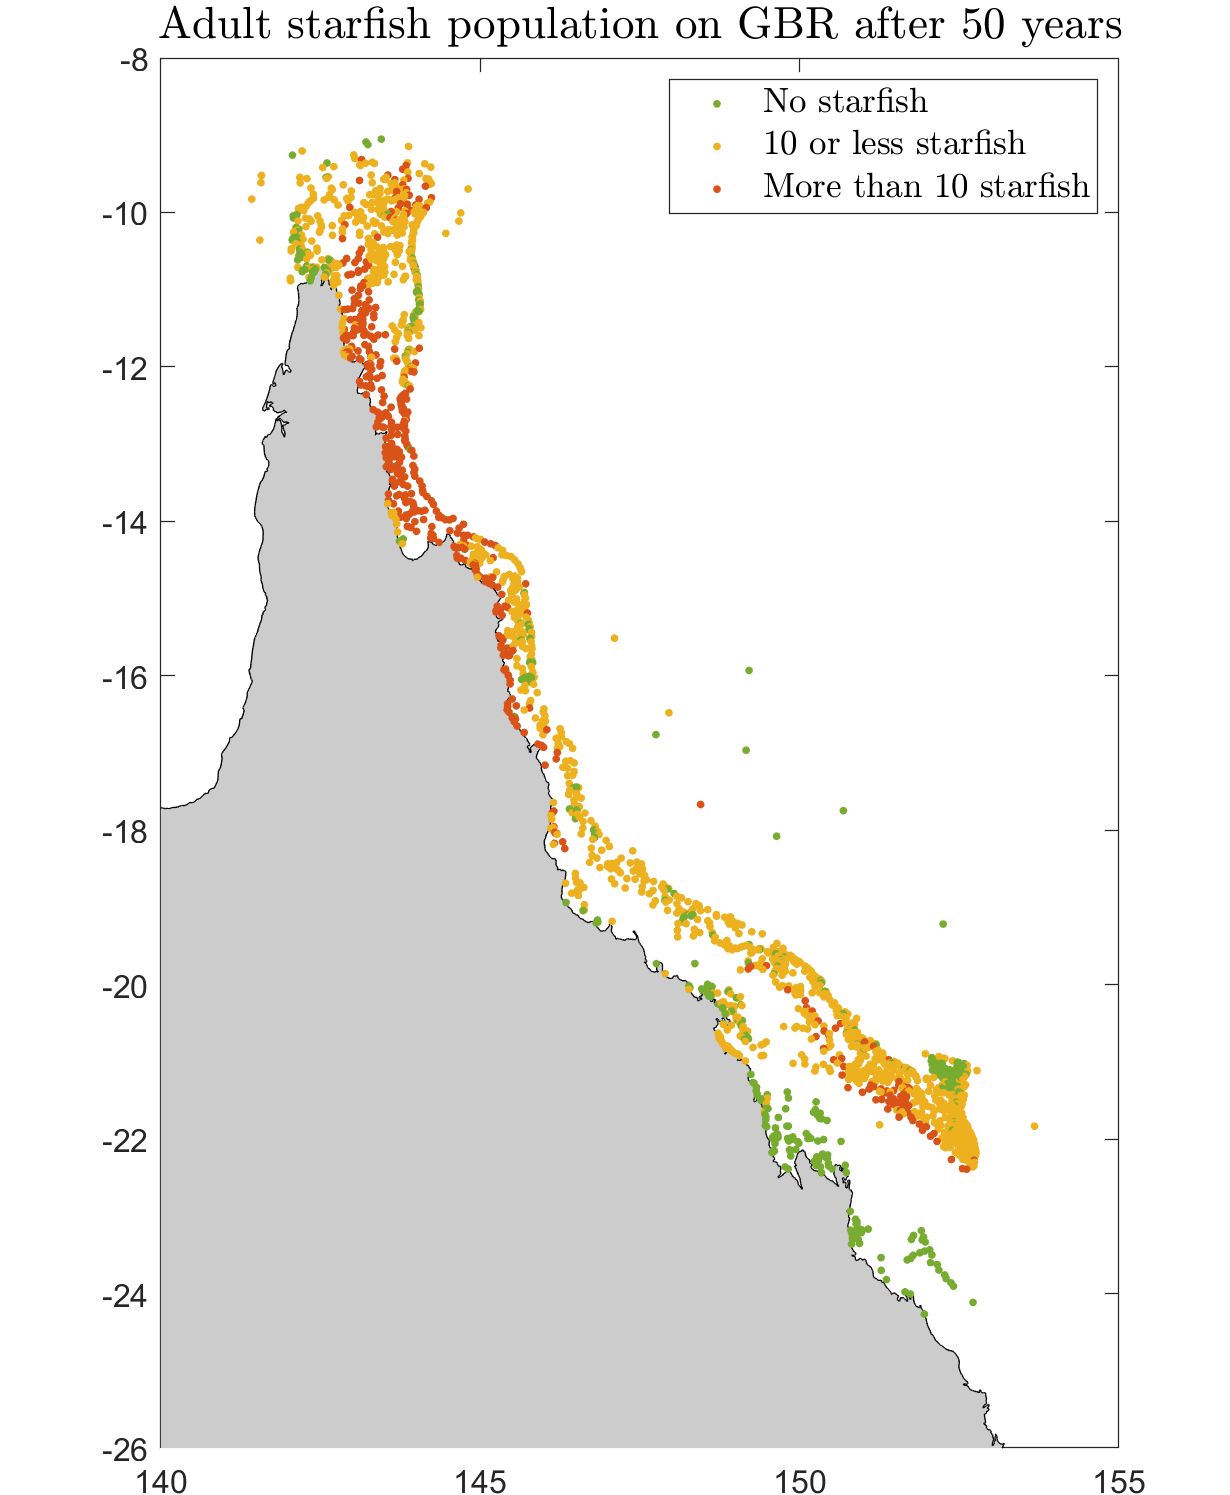 Adult starfish population on GBR after 50 years
-8
No starfish
10 or less starfish
More than 10 starfish
-10
-12
-14
-16
-18
-20
-22
-24
-26
140 145 150 155